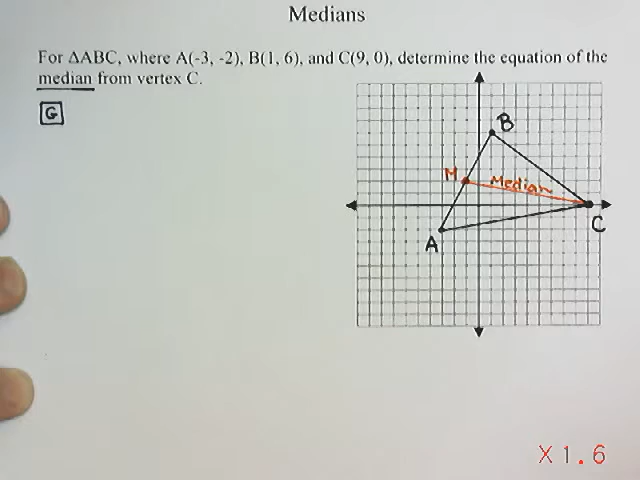 Medians
For ΔABC, where A(-3, -2), B(1, 6), and C(9, 0), determine the equation of the
median from vertex C.
G
B
M Median
C
A
X1.6